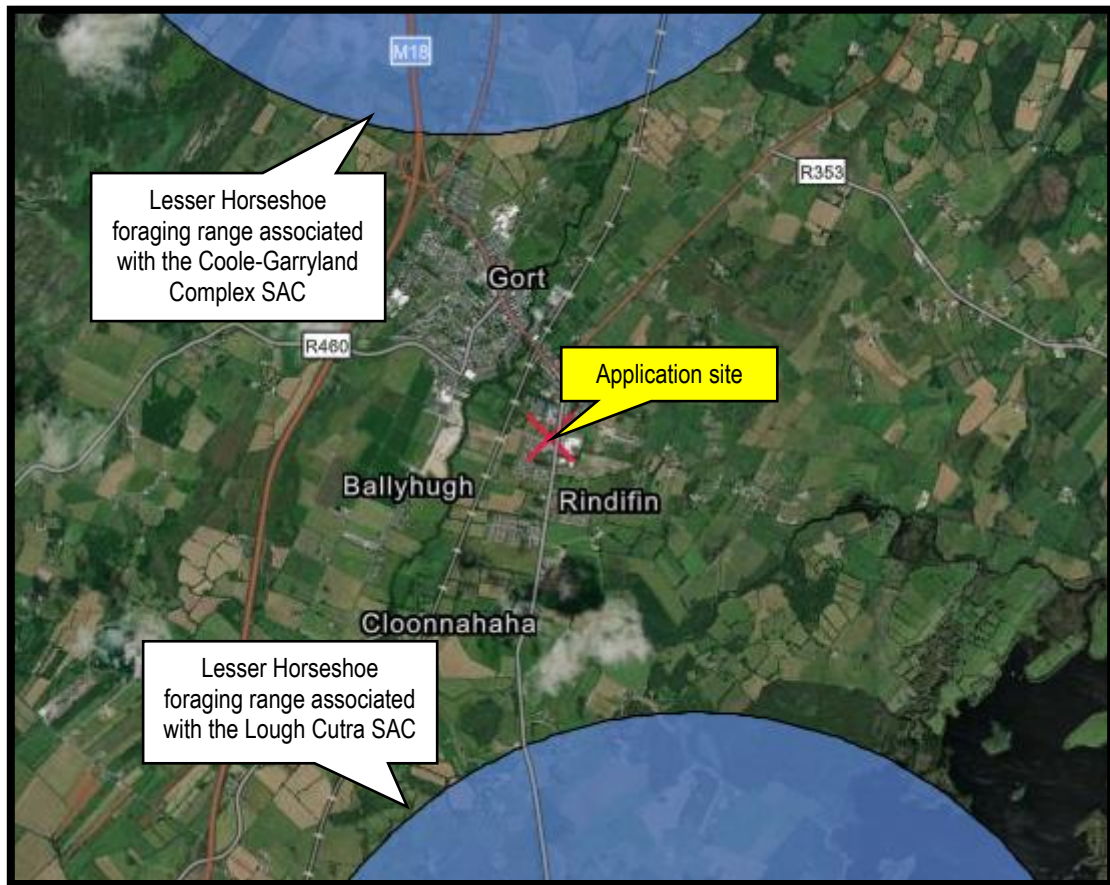 M18
Lesser Horseshoe
foraging range associated
with the Coole-Garryland
Complex SAC
R353
Gort
R460
Application site
Ballyhugh
Rindifin
Cloonnahaha
Lesser Horseshoe
foraging range associated
with the Lough Cutra SAC